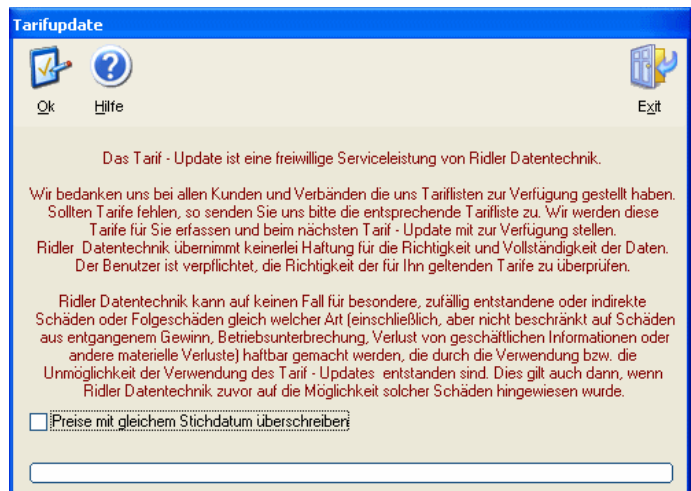 Tarifupdate
Ok
Hilfe
Exit
Das Tarif - Update ist eine freiwillige Serviceleistung von Ridler Datentechnik.
Wir bedanken uns bei allen Kunden und Verbänden die uns Tariflisten zur Verfügung gestellt haben.
Sollten Tarife fehlen, so senden Sie uns bitte die entsprechende Tarifliste zu. Wir werden diese
Tarife für Sie erfassen und beim nächsten Tarif - Update mit zur Verfügung stellen.
Ridler Datentechnik übernimmt keinerlei Haftung für die Richtigkeit und Vollständigkeit der Daten.
Der Benutzer ist verpflichtet, die Richtigkeit der für Ihn geltenden Tarife zu überprüfen.
Ridler Datentechnik kann auf keinen Fall für besondere, zufällig entstandene oder indirekte
Schäden oder Folgeschäden gleich welcher Art (einschließlich, aber nicht beschränkt auf Schäden
aus entgangenem Gewinn, Betriebsunterbrechung, Verlust von geschäftlichen Informationen oder
andere materielle Verluste) haftbar gemacht werden, die durch die Verwendung bzw. die
Unmöglichkeit der Verwendung des Tarif - Updates entstanden sind. Dies gilt auch dann, wenn
Ridler Datentechnik zuvor auf die Möglichkeit solcher Schäden hingewiesen wurde.
Preise mit gleichem Stichdatum überschreiben